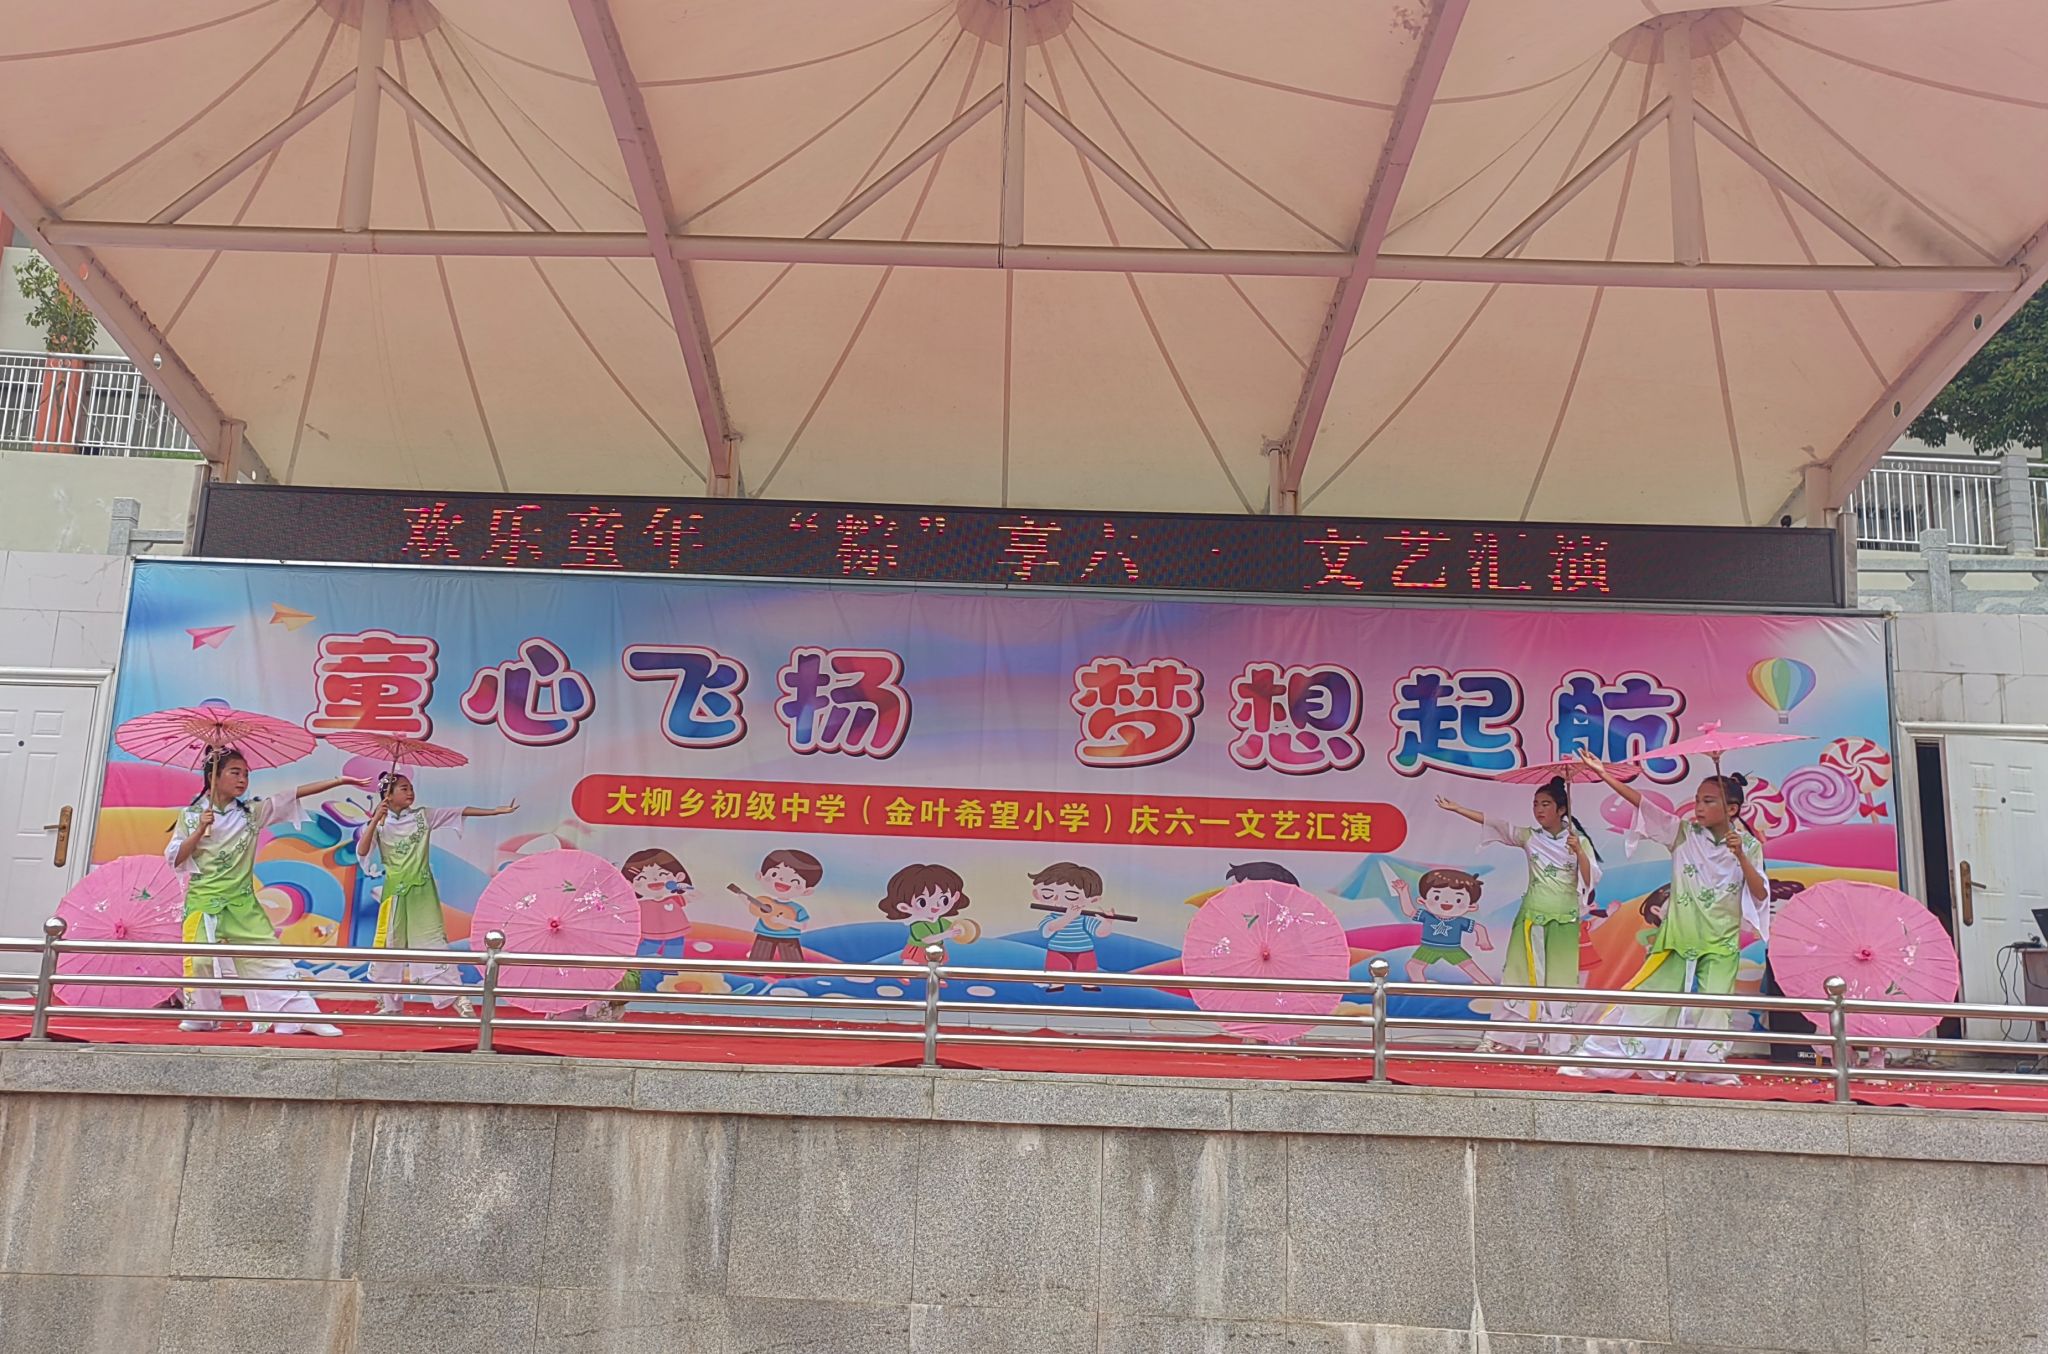 欢乐童年 “粽”享六· 文艺汇演
童心飞扬 梦想起航
大柳乡初级中学（金叶希望小学）庆六一文艺汇演